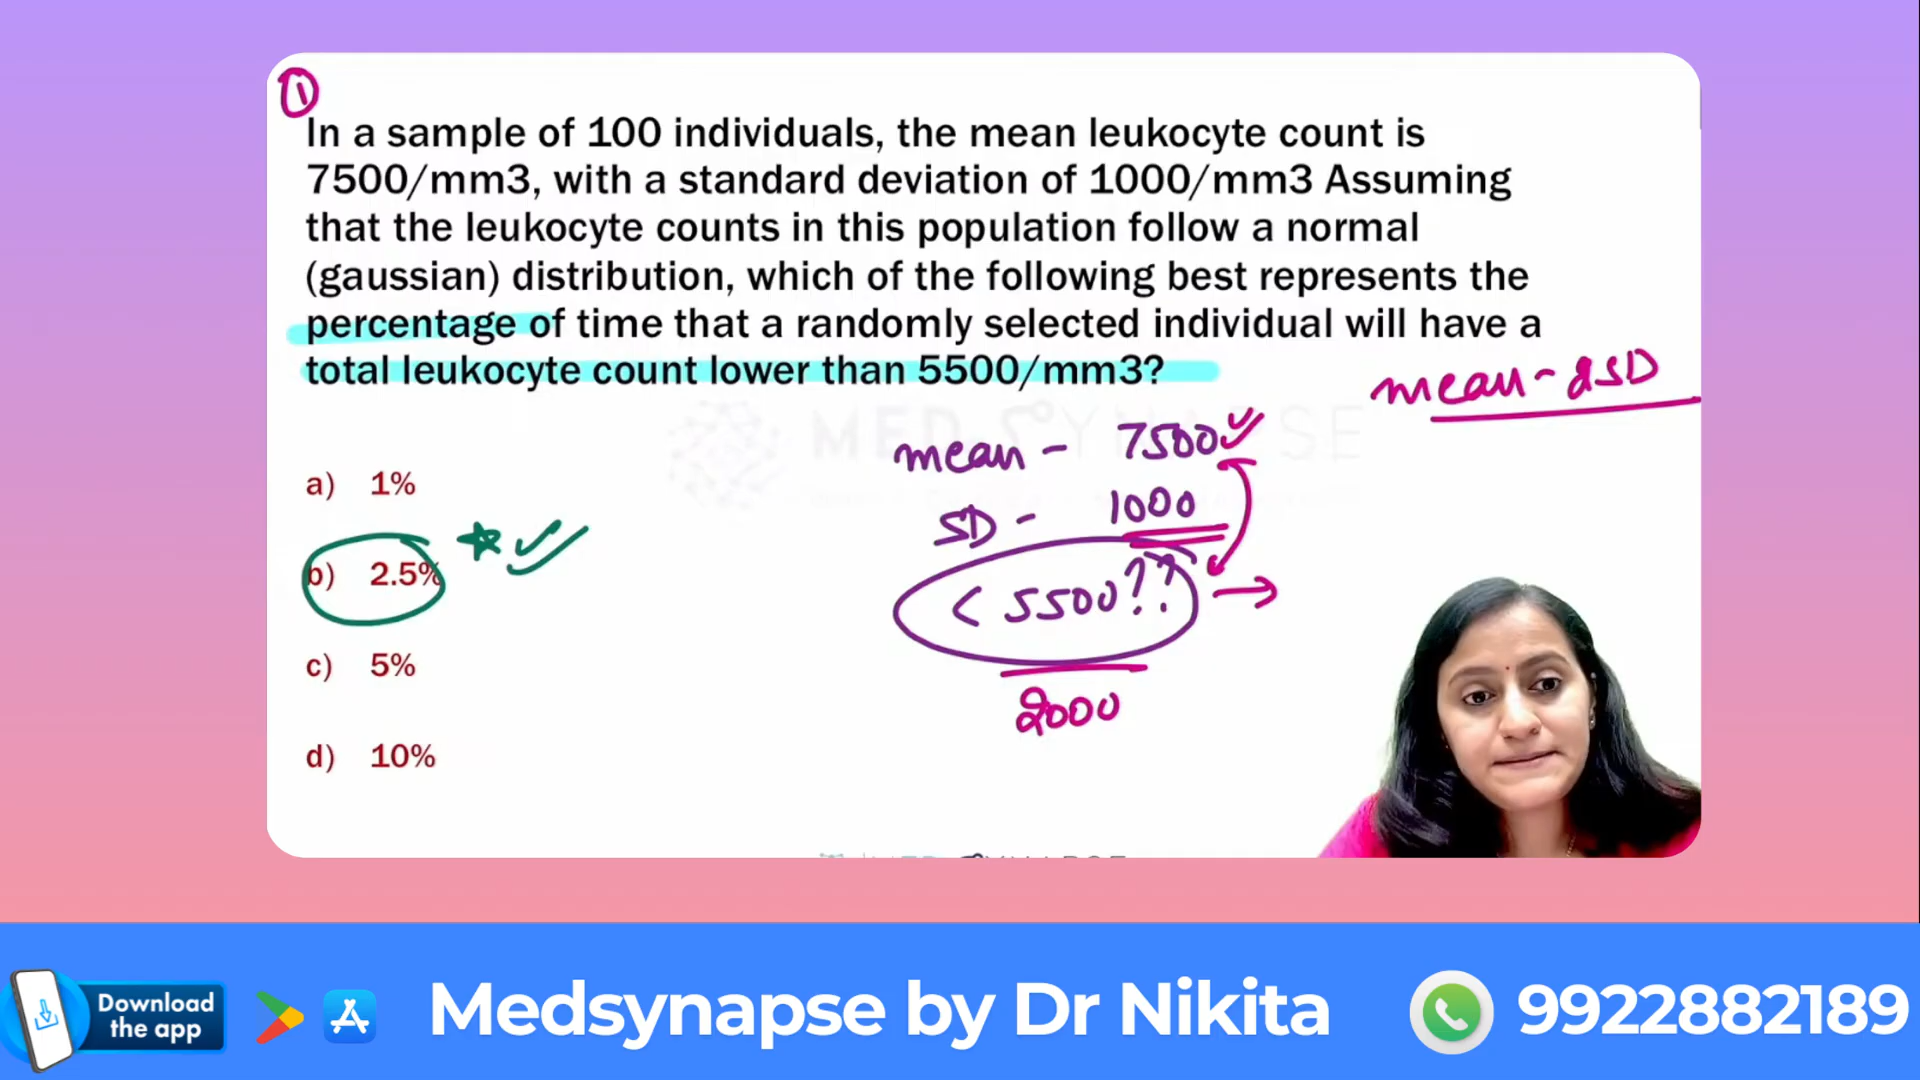 1
In a sample of 100 individuals, the mean leukocyte count is
7500/mm3, with a standard deviation of 1000/mm3 Assuming
that the leukocyte counts in this population follow a normal
(gaussian) distribution, which of the following best represents the
percentage of time that a randomly selected individual will have a
total leukocyte count lower than 5500/mm3?
mean - 2SD
MED SYNAPSE
mean - 7500
a) 1%
SD - 1000
b) 2.5%
< 5500??
c) 5%
2000
d) 10%
Download
the app
Medsynapse by Dr Nikita
9922882189